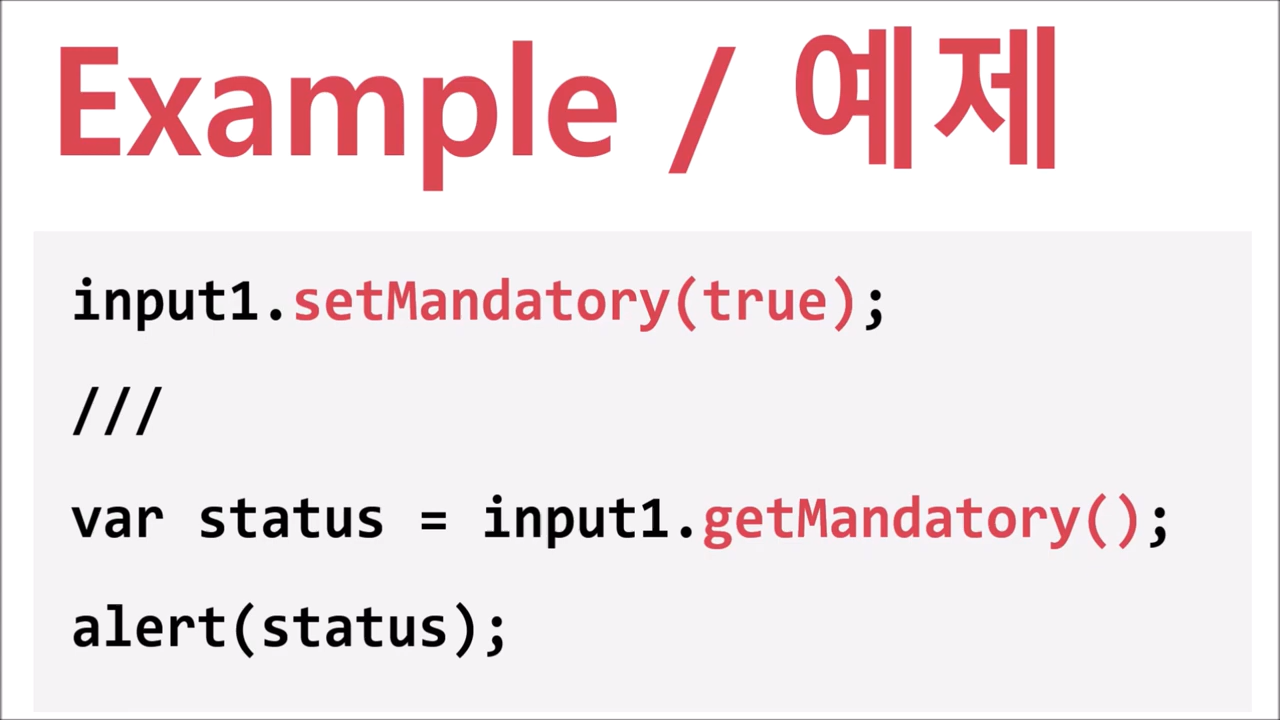 Example / 예제
input1.setMandatory(true);
///
var status = input1.getMandatory();
alert(status);